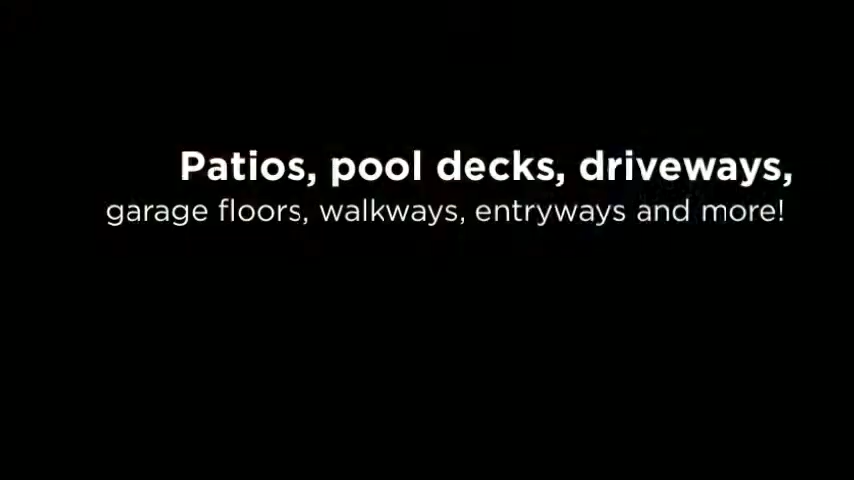 Patios, pool decks, driveways,
garage floors, walkways, entryways and more!